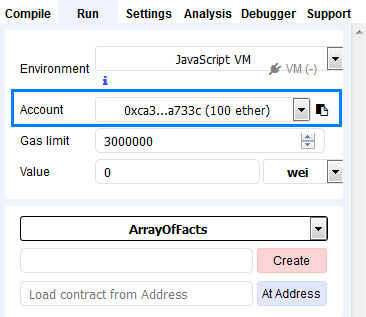 Compile Run Settings Analysis Debugger Support
Environment JavaScript VM VM (-)
i
Account 0xca3...a733c (100 ether)
Gas limit 3000000
Value 0 wei
ArrayOfFacts
Create
Load contract from Address At Address